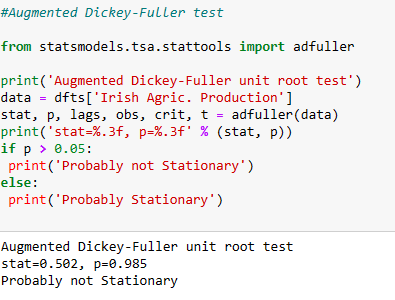 #Augmented Dickey-Fuller test
from statsmodels.tsa.stattools import adfuller
print('Augmented Dickey-Fuller unit root test')
data = dfts['Irish Agric. Production']
stat, p, lags, obs, crit, t = adfuller(data)
print('stat=%.3f, p=%.3f' % (stat, p))
if p > 0.05:
 print('Probably not Stationary')
else:
 print('Probably Stationary')
Augmented Dickey-Fuller unit root test
stat=0.502, p=0.985
Probably not Stationary